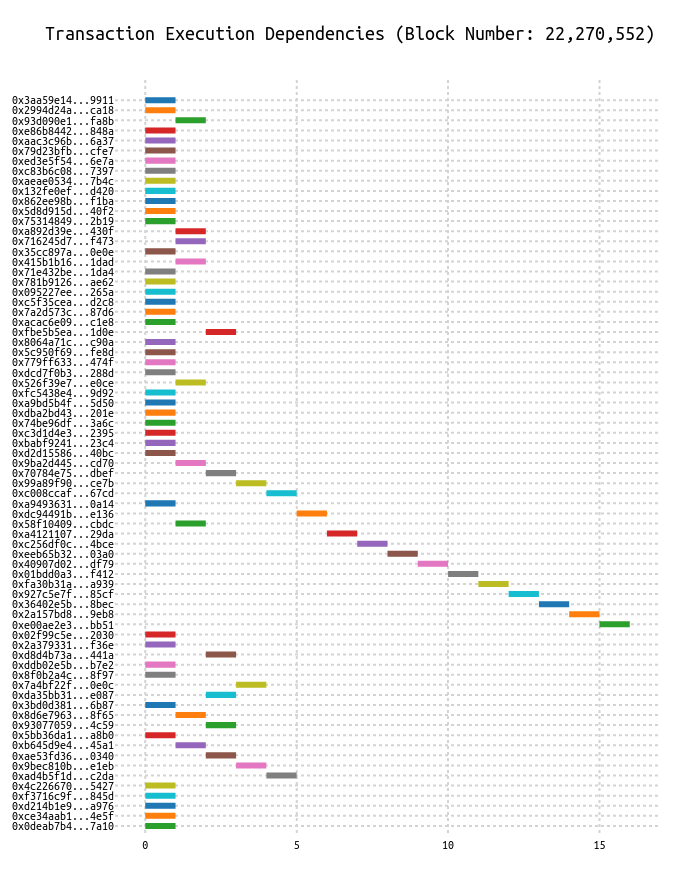 Transaction Execution Dependencies (Block Number: 22,270,552)
0x3aa59e14...9911
0x2994d24a...ca18
0x93d090e1...fa8b
0xe86b8442...848a
0xaac3c96b...6a37
0x79d23bfb...cfe7
0xed3e5f54...6e7a
0xc83b6c08...7397
0xaeae0534...7b4c
0x132fe0ef...d420
0x862ee98b...f1ba
0x5d8d915d...40f2
0x75314849...2b19
0xa892d39e...430f
0x716245d7...f473
0x35cc897a...0e0e
0x415b1b16...1dad
0x71e432be...1da4
0x781b9126...ae62
0x095227ee...265a
0xc5f35cea...d2c8
0x7a2d573c...87d6
0xacac6e09...c1e8
0xfbe5b5ea...1d0e
0x8064a71c...c90a
0x5c950f69...fe8d
0x779ff633...474f
0xdcd7f0b3...288d
0x526f39e7...e0ce
0xfc5438e4...9d92
0xa9bd5b4f...5d50
0xdba2bd43...201e
0x74be96df...3a6c
0xc3d1d4e3...2395
0xbabf9241...23c4
0xd2d15586...40bc
0x9ba2d445...cd70
0x70784e75...dbef
0x99a89f90...ce7b
0xc008ccaf...67cd
0xa9493631...0a14
0xdc94491b...e136
0x58f10409...cbdc
0xa4121107...29da
0xc256df0c...4bce
0xeeb65b32...03a0
0x40907d02...df79
0x01bdd0a3...f412
0xfa30b31a...a939
0x927c5e7f...85cf
0x36402e5b...8bec
0x2a157bd8...9eb8
0xe00ae2e3...bb51
0x02f99c5e...2030
0x2a379331...f36e
0xd8d4b73a...441a
0xddb02e5b...b7e2
0x8f0b2a4c...8f97
0x7a4bf22f...0e0c
0xda35bb31...e087
0x3bd0d381...6b87
0x8d6e7963...8f65
0x93077059...4c59
0x5bb36da1...a8b0
0xb645d9e4...45a1
0xae53fd36...0340
0x9bec810b...e1eb
0xad4b5f1d...c2da
0x4c226670...5427
0xf3716c9f...845d
0xd214b1e9...a976
0xce34aab1...4e5f
0x0deab7b4...7a10
0 5 10 15